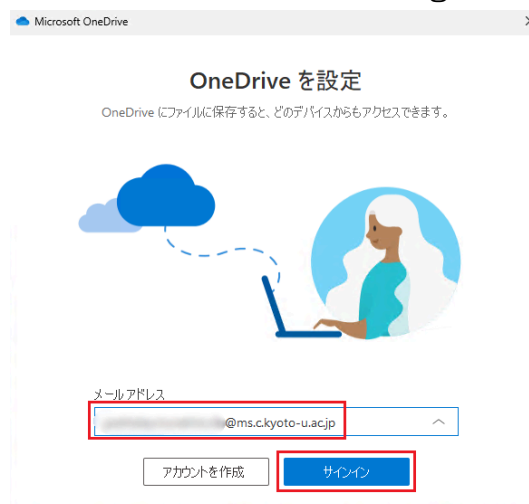 Microsoft OneDrive
OneDrive を設定
OneDrive にファイルに保存すると、どのデバイスからもアクセスできます。
メール アドレス
@ms.c.kyoto-u.ac.jp
アカウントを作成
サインイン